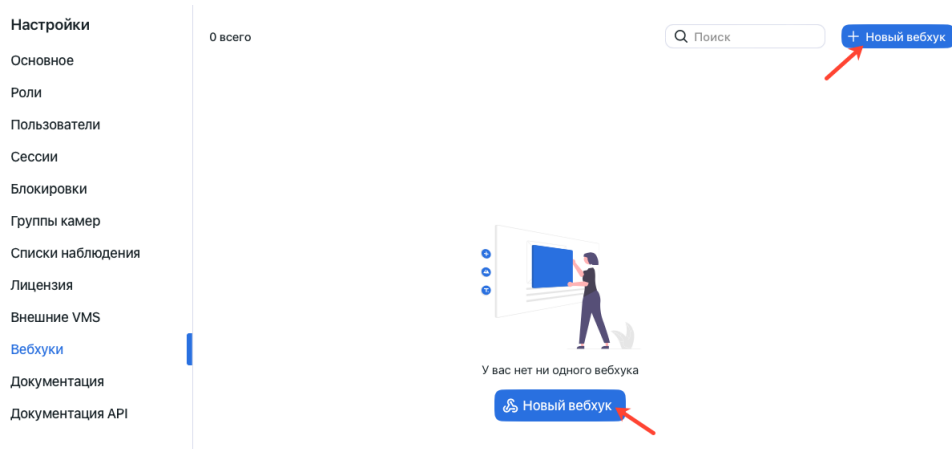 Настройки
0 всего
Поиск
+ Новый вебхук
Основное
Роли
Пользователи
Сессии
Блокировки
Группы камер
Списки наблюдения
Лицензия
Внешние VMS
Вебхуки
Документация
Документация API
У вас нет ни одного вебхука
Новый вебхук